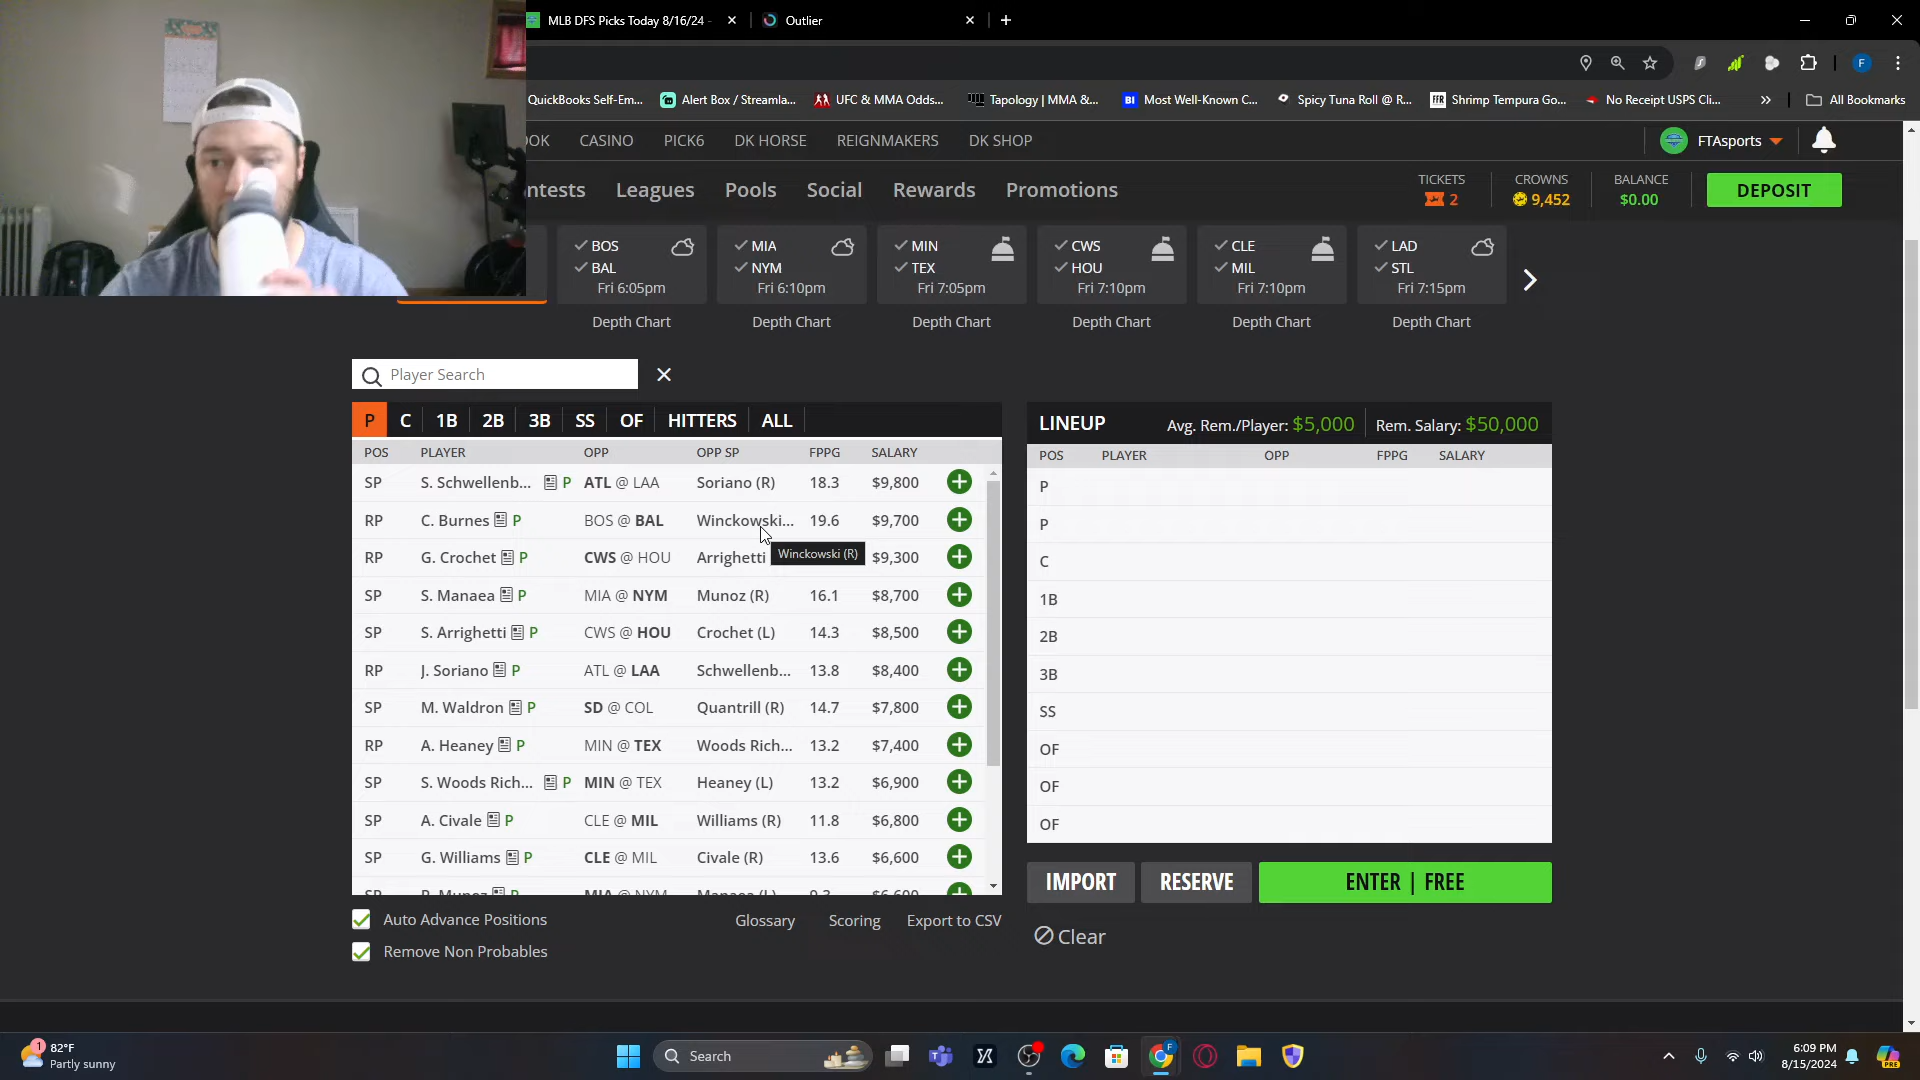 MLB DFS Picks Today 8/16/24 -
Outlier
F
QuickBooks Self-Em...
Alert Box / Streamla...
UFC & MMA Odds...
Tapology | MMA &...
BI Most Well-Known C...
Spicy Tuna Roll @ R...
FFR Shrimp Tempura Go...
No Receipt USPS Cli...
»
All Bookmarks
OK CASINO PICK6 DK HORSE REIGNMAKERS DK SHOP
FTAsports
ntests Leagues Pools Social Rewards Promotions
TICKETS 2
CROWNS 9,452
BALANCE $0.00
DEPOSIT
BOS
BAL
Fri 6:05pm
Depth Chart
MIA
NYM
Fri 6:10pm
Depth Chart
MIN
TEX
Fri 7:05pm
Depth Chart
CWS
HOU
Fri 7:10pm
Depth Chart
CLE
MIL
Fri 7:10pm
Depth Chart
LAD
STL
Fri 7:15pm
Depth Chart
Player Search
P C 1B 2B 3B SS OF HITTERS ALL
POS PLAYER OPP OPP SP FPPG SALARY
SP S. Schwellenb... P ATL @ LAA Soriano (R) 18.3 $9,800
RP C. Burnes P BOS @ BAL Winckowski... 19.6 $9,700
RP G. Crochet P CWS @ HOU Arrighetti $9,300
Winckowski (R)
SP S. Manaea P MIA @ NYM Munoz (R) 16.1 $8,700
SP S. Arrighetti P CWS @ HOU Crochet (L) 14.3 $8,500
RP J. Soriano P ATL @ LAA Schwellenb... 13.8 $8,400
SP M. Waldron P SD @ COL Quantrill (R) 14.7 $7,800
RP A. Heaney P MIN @ TEX Woods Rich... 13.2 $7,400
SP S. Woods Rich... P MIN @ TEX Heaney (L) 13.2 $6,900
SP A. Civale P CLE @ MIL Williams (R) 11.8 $6,800
SP G. Williams P CLE @ MIL Civale (R) 13.6 $6,600
SP R. Munoz P MIA @ NYM Manaea (L) 9.3 $6,600
LINEUP Avg. Rem./Player: $5,000 Rem. Salary: $50,000
POS PLAYER OPP FPPG SALARY
P
P
C
1B
2B
3B
SS
OF
OF
OF
IMPORT RESERVE ENTER | FREE
Clear
Auto Advance Positions
Remove Non Probables
Glossary Scoring Export to CSV
1
82°F
Partly sunny
Search
F
6:09 PM
8/15/2024
PRE